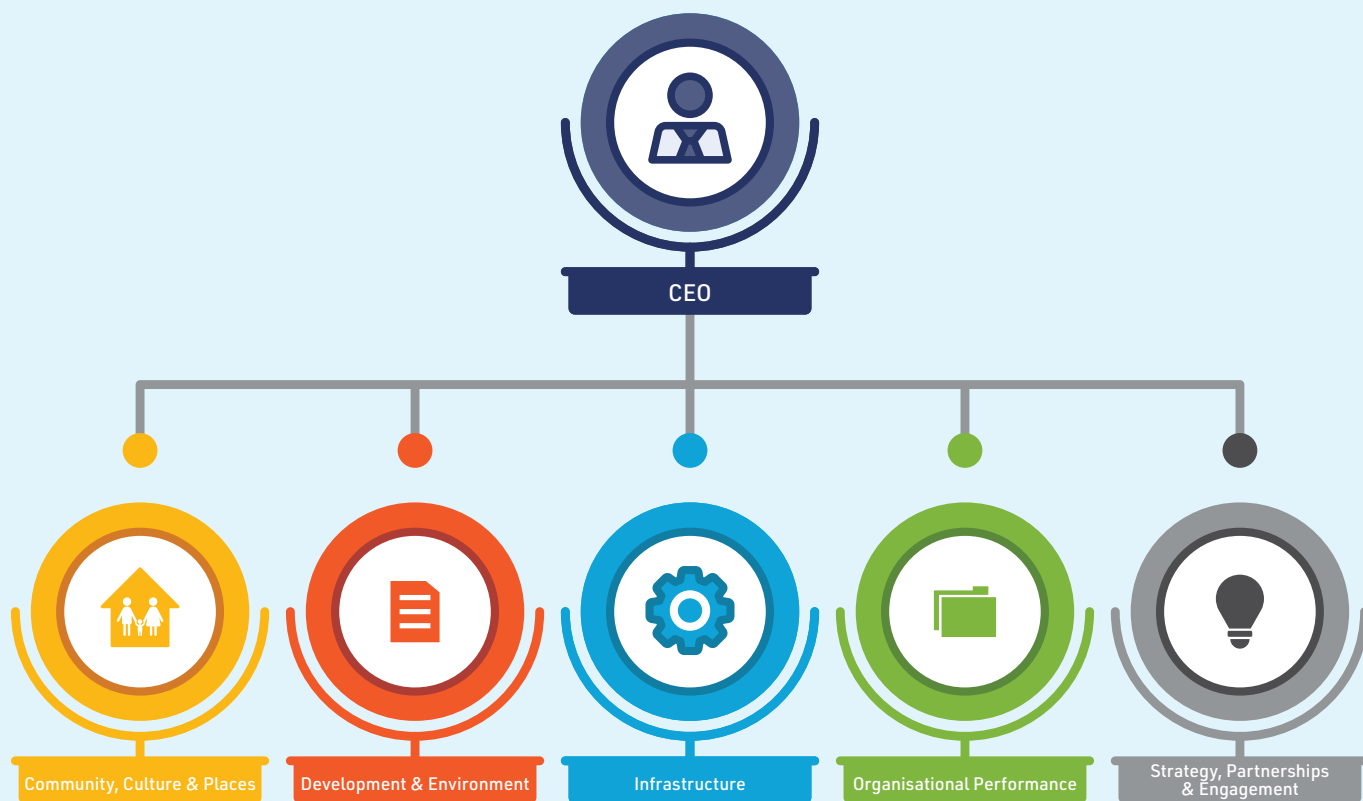 CEO
Community, Culture & Places
Development & Environment
Infrastructure
Organisational Performance
Strategy, Partnerships
& Engagement